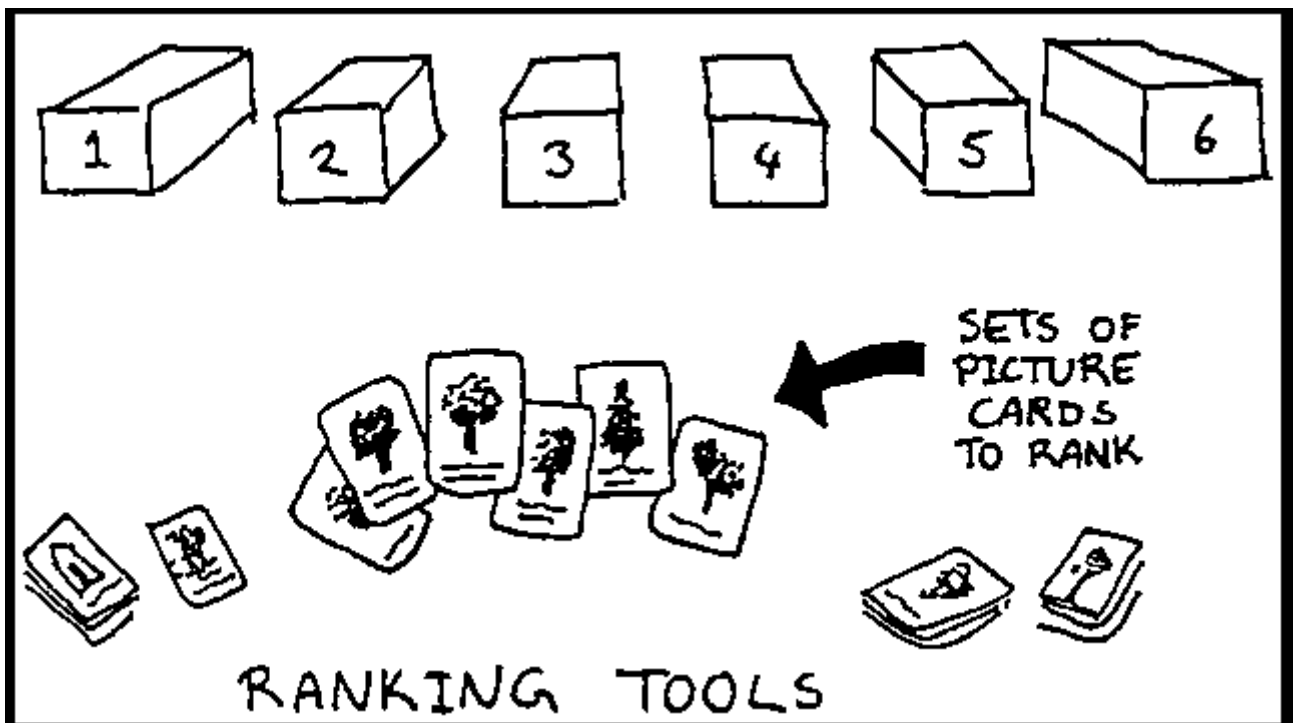 1 2 3 4 5 6
SETS OF
PICTURE
CARDS
TO RANK
RANKING TOOLS